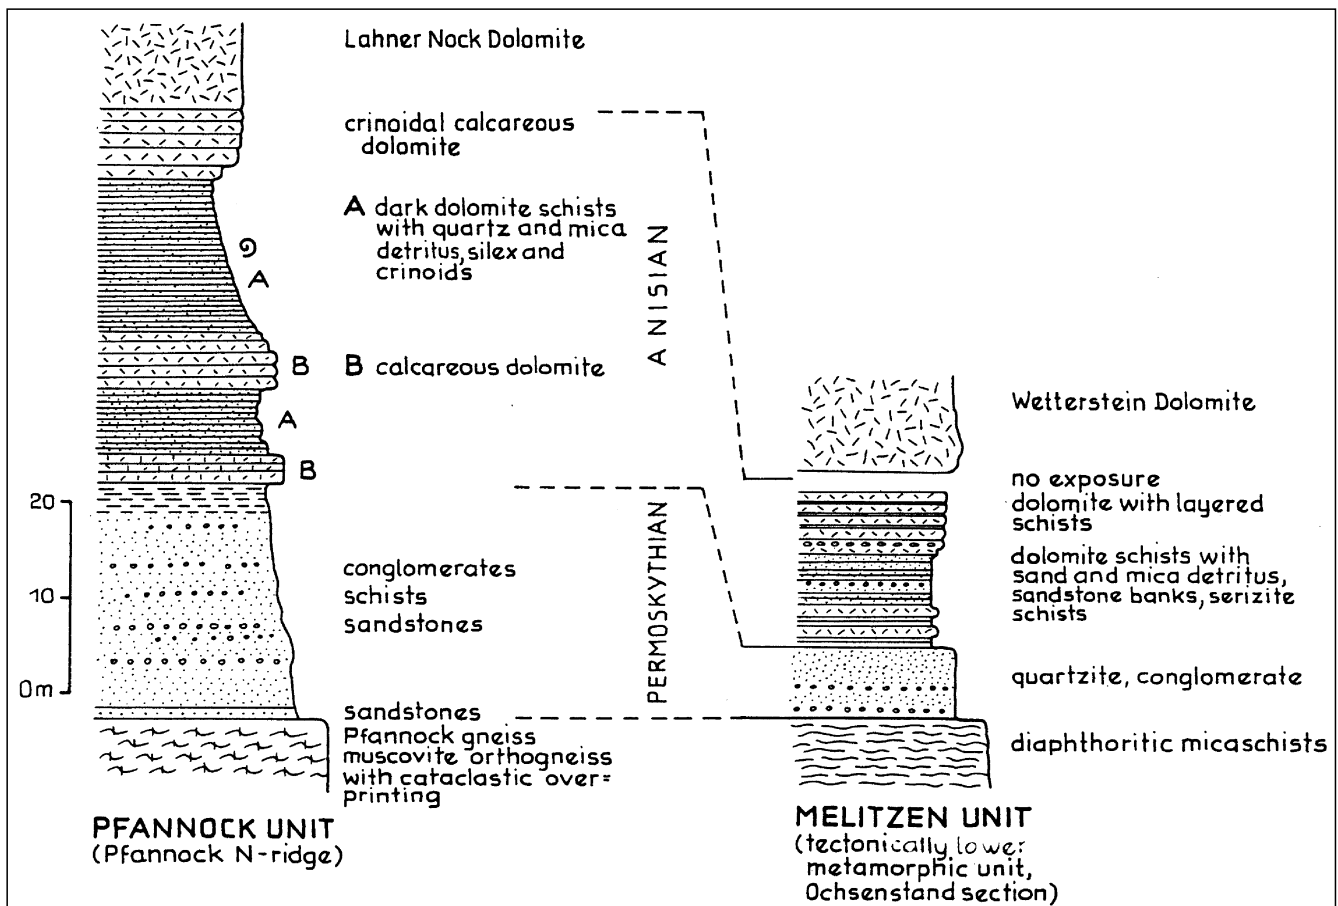 Lahner Nock Dolomite
crinoidal calcareous
dolomite
A dark dolomite schists
with quartz and mica
detritus, silex and
crinoids
A
B
B calcareous dolomite
A
B
20
10
0m
conglomerates
schists
sandstones
sandstones
Pfannock gneiss
muscovite orthogneiss
with cataclastic over=
printing
PFANNOCK UNIT
(Pfannock N-ridge)
ANISIAN
PERMOSKYTHIAN
Wetterstein Dolomite
no exposure
dolomite with layered
schists
dolomite schists with
sand and mica detritus,
sandstone banks, serizite
schists
quartzite, conglomerate
diaphthoritic micaschists
MELITZEN UNIT
(tectonically lower
metamorphic unit,
Ochsenstand section)